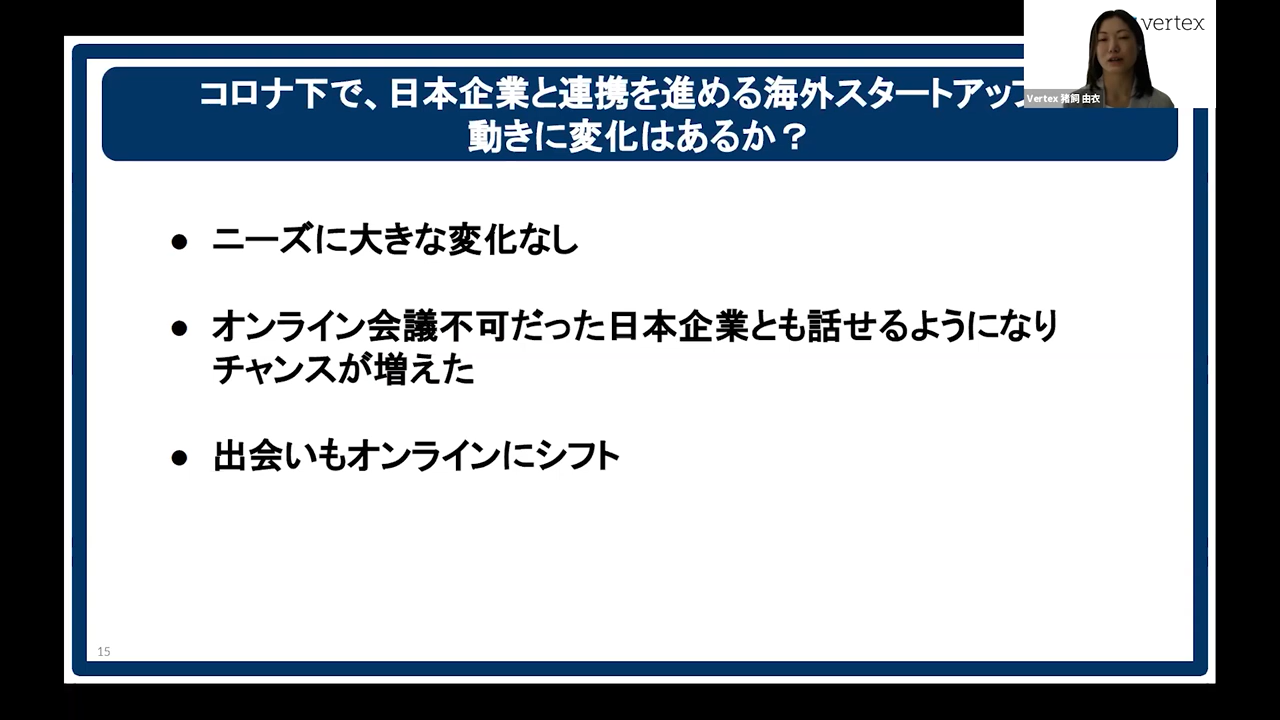 コロナ下で、日本企業と連携を進める海外スタートアップ
動きに変化はあるか？
vertex
Vertex 猪飼 由衣
● ニーズに大きな変化なし
● オンライン会議不可だった日本企業とも話せるようになり
チャンスが増えた
● 出会いもオンラインにシフト
15